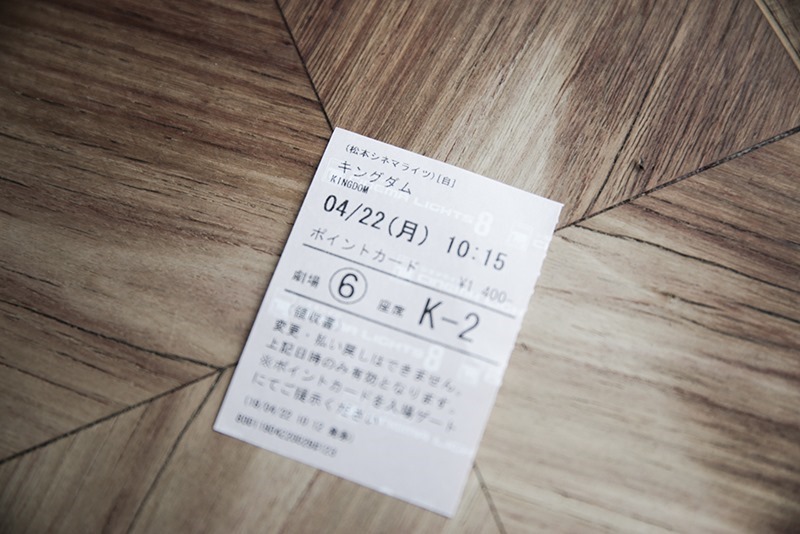 (松本シネマライツ)[自]
キングダム
KINGDOM
04/22(月) 10:15
ポイントカード ¥1,400-
劇場 6 座席 K-2
(領収書)
変更・払い戻しはできません。
上記日時のみ有効となります。
※ポイントカードを入場ゲート
にてご提示ください